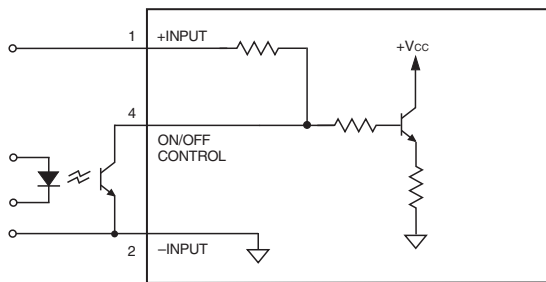 1 +INPUT
+VCC
4
ON/OFF
CONTROL
2 –INPUT